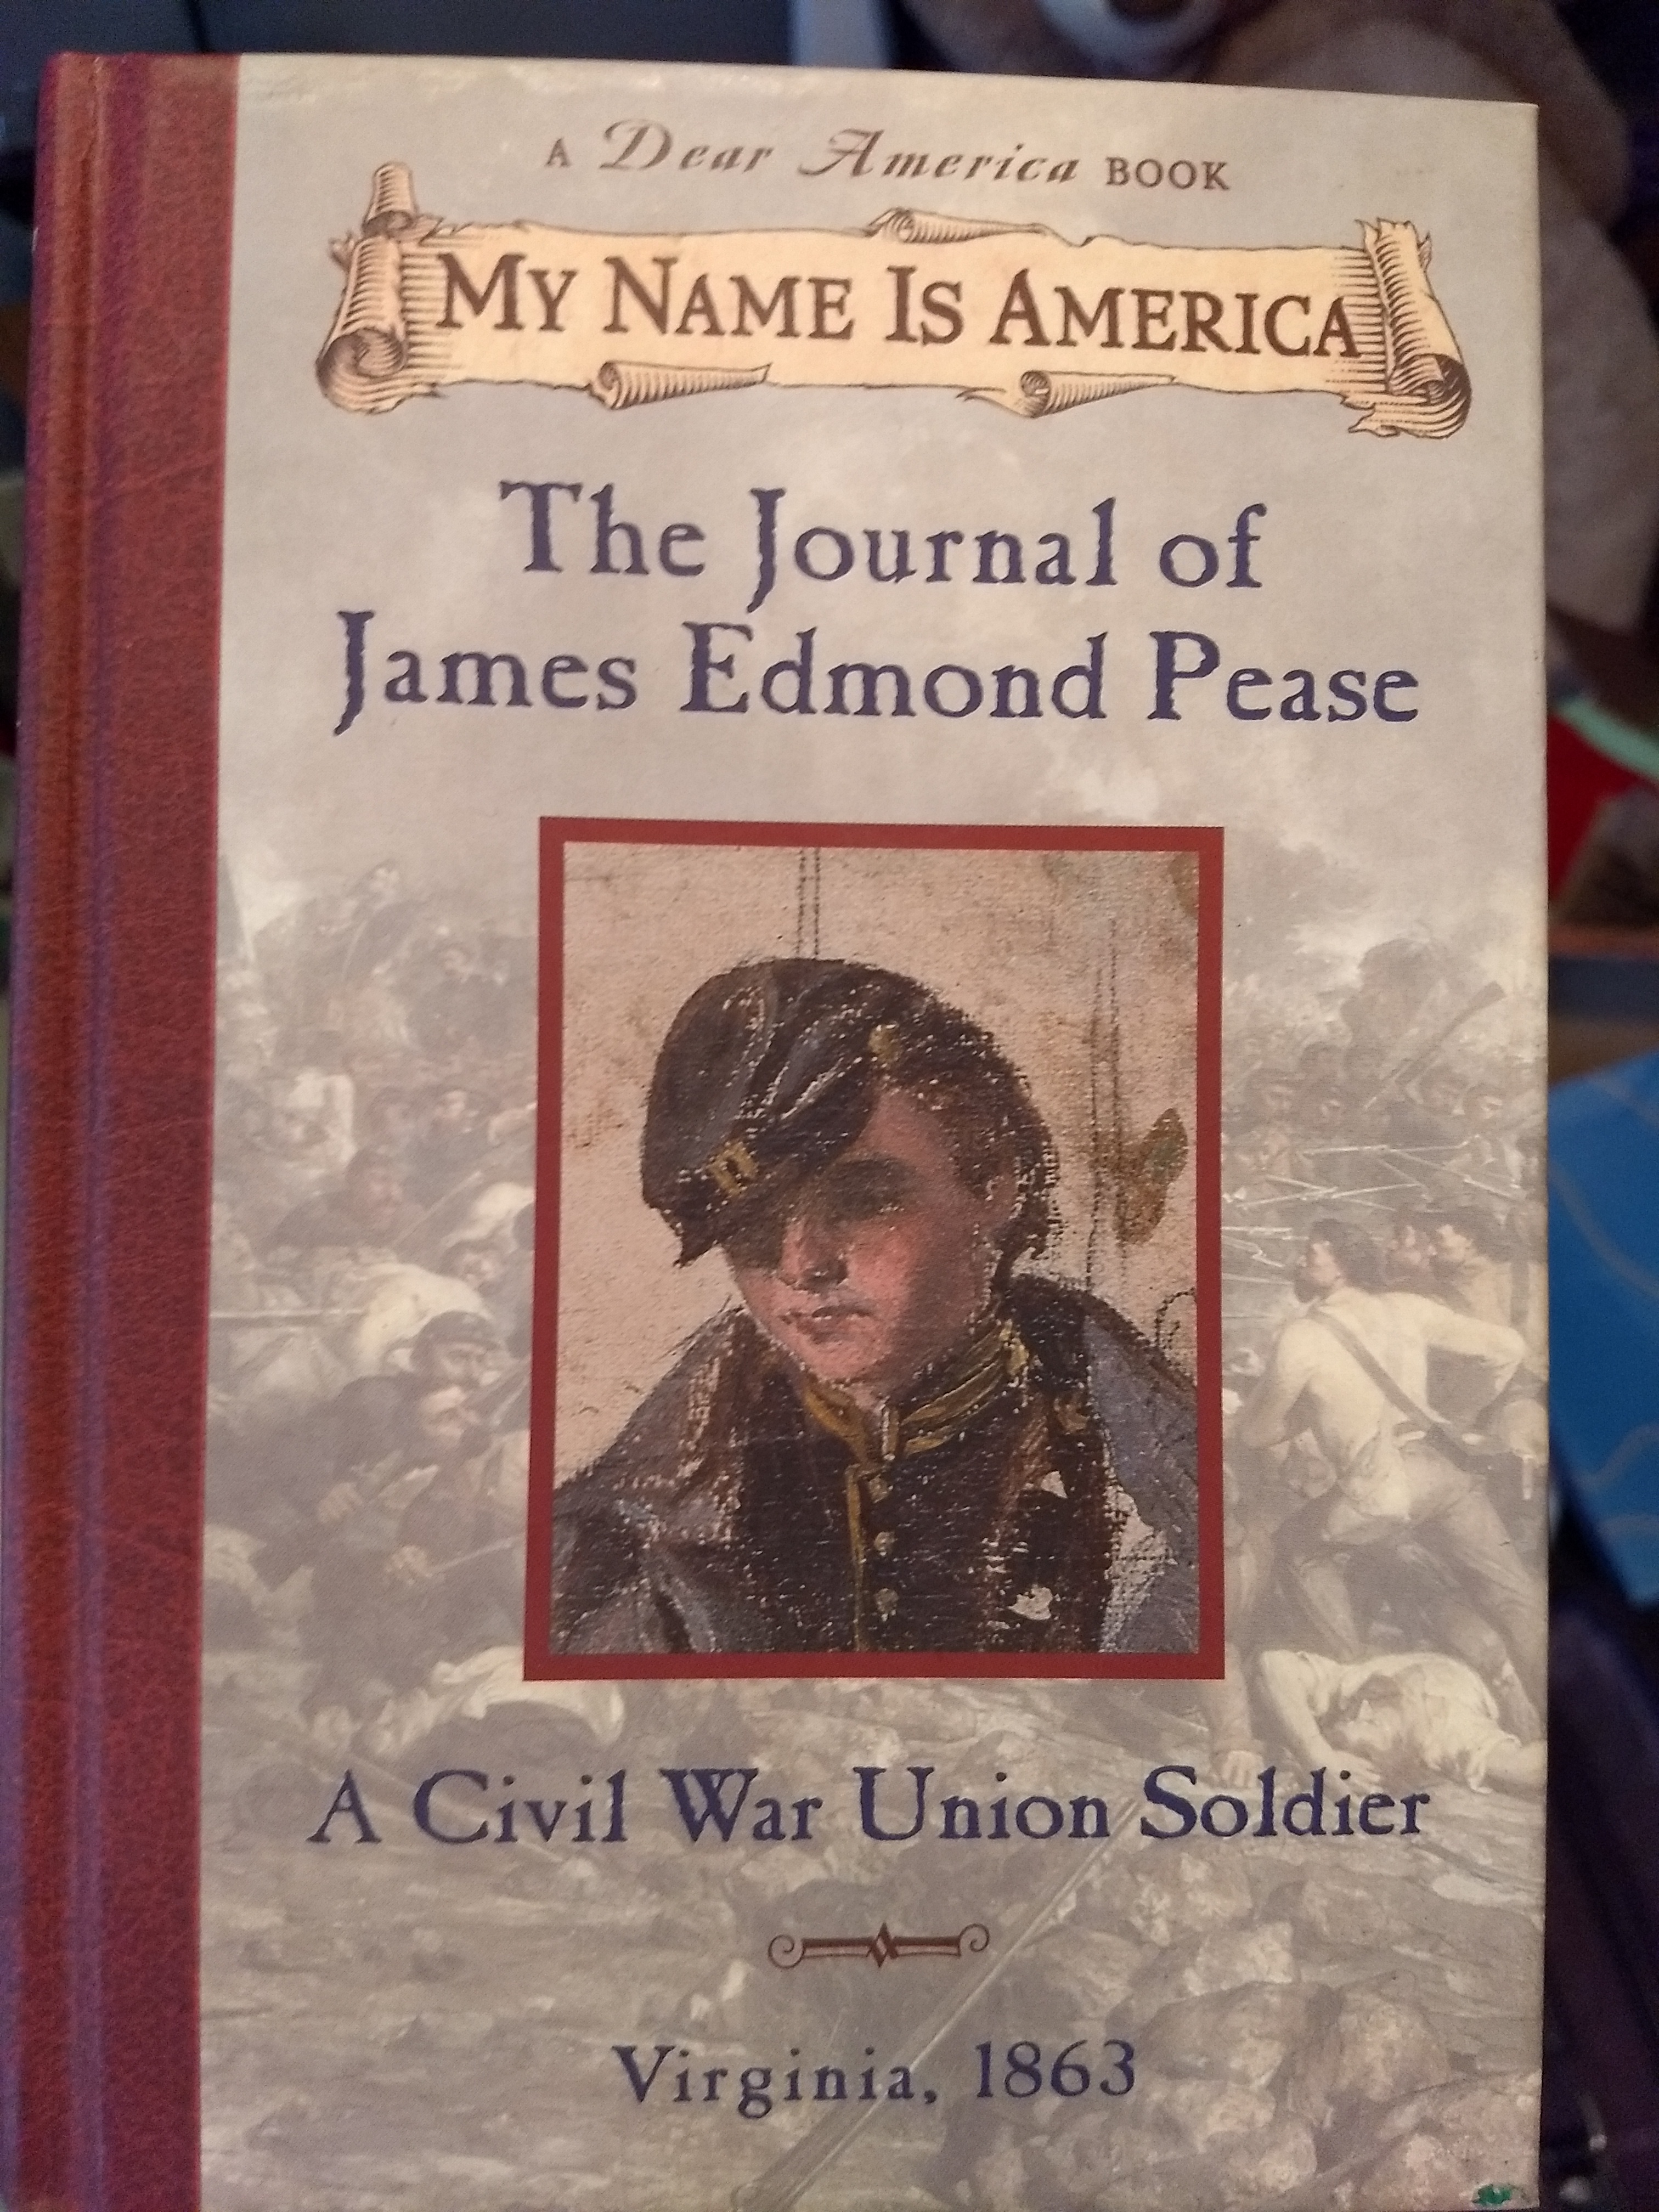 A Dear America BOOK
MY NAME IS AMERICA
The Journal of
James Edmond Pease
A Civil War Union Soldier
Virginia, 1863